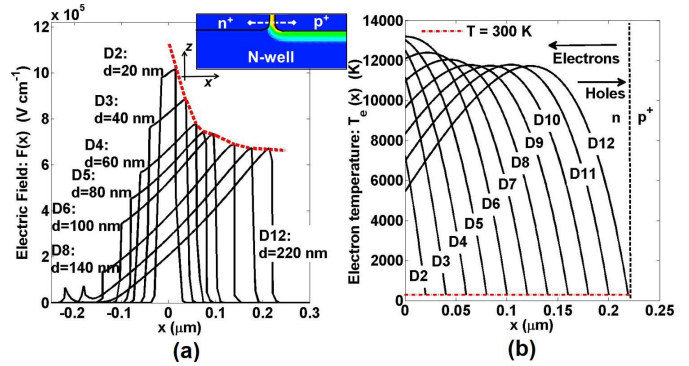 n⁺ p⁺
N-well
z
x
12 x 10⁵
10
8
6
4
2
0
Electric Field: F(x) (V cm⁻¹)
D2:
d=20 nm
D3:
d=40 nm
D4:
d=60 nm
D5:
d=80 nm
D6:
d=100 nm
D8:
d=140 nm
D12:
d=220 nm
-0.2 -0.1 0 0.1 0.2 0.3
x (μm)
(a)
14000
12000
10000
8000
6000
4000
2000
0
Electron temperature: Tₑ (x) (K)
T = 300 K
Electrons
Holes
n p⁺
D2
D3
D4
D5
D6
D7
D8
D9
D10
D11
D12
0 0.05 0.1 0.15 0.2 0.25
x (μm)
(b)